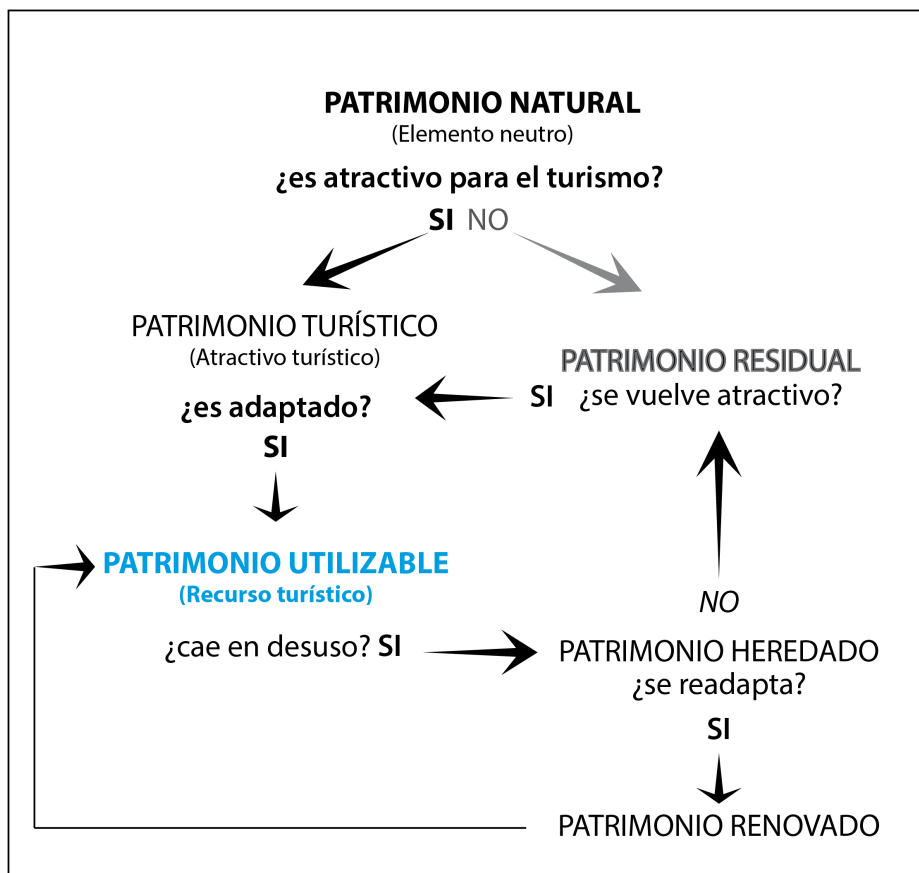 PATRIMONIO NATURAL
(Elemento neutro)
¿es atractivo para el turismo?
SI NO
PATRIMONIO TURÍSTICO
(Atractivo turístico)
¿es adaptado?
SI
PATRIMONIO RESIDUAL
SI ¿se vuelve atractivo?
PATRIMONIO UTILIZABLE
(Recurso turístico)
¿cae en desuso? SI
NO
PATRIMONIO HEREDADO
¿se readapta?
SI
PATRIMONIO RENOVADO